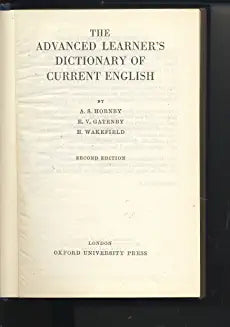 THE
ADVANCED LEARNER'S
DICTIONARY OF
CURRENT ENGLISH
BY
A. S. HORNBY
E. V. GATENBY
H. WAKEFIELD
SECOND EDITION
LONDON
OXFORD UNIVERSITY PRESS